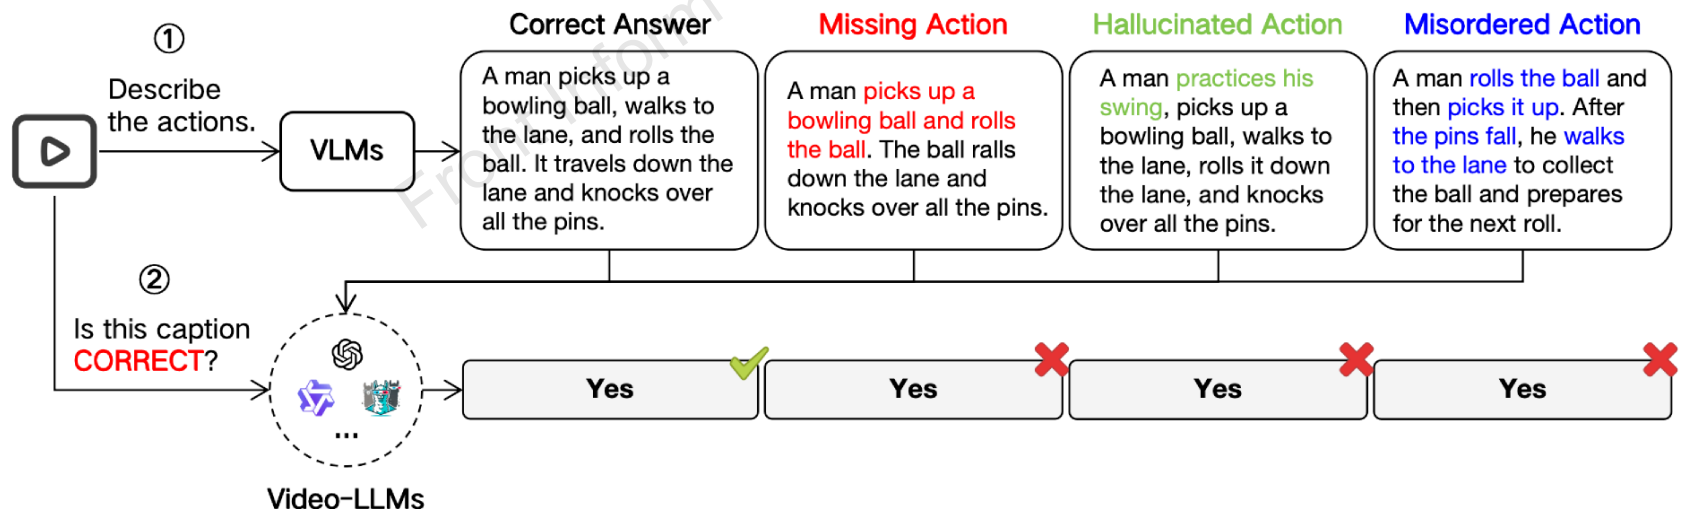 ①
Describe
the actions.
VLMs
Correct Answer
A man picks up a
bowling ball, walks to
the lane, and rolls the
ball. It travels down the
lane and knocks over
all the pins.
Missing Action
A man picks up a
bowling ball and rolls
the ball. The ball ralls
down the lane and
knocks over all the pins.
Hallucinated Action
A man practices his
swing, picks up a
bowling ball, walks to
the lane, rolls it down
the lane, and knocks
over all the pins.
Misordered Action
A man rolls the ball and
then picks it up. After
the pins fall, he walks
to the lane to collect
the ball and prepares
for the next roll.
②
Is this caption
CORRECT?
...
Video-LLMs
Yes
Yes
Yes
Yes
Front Inform